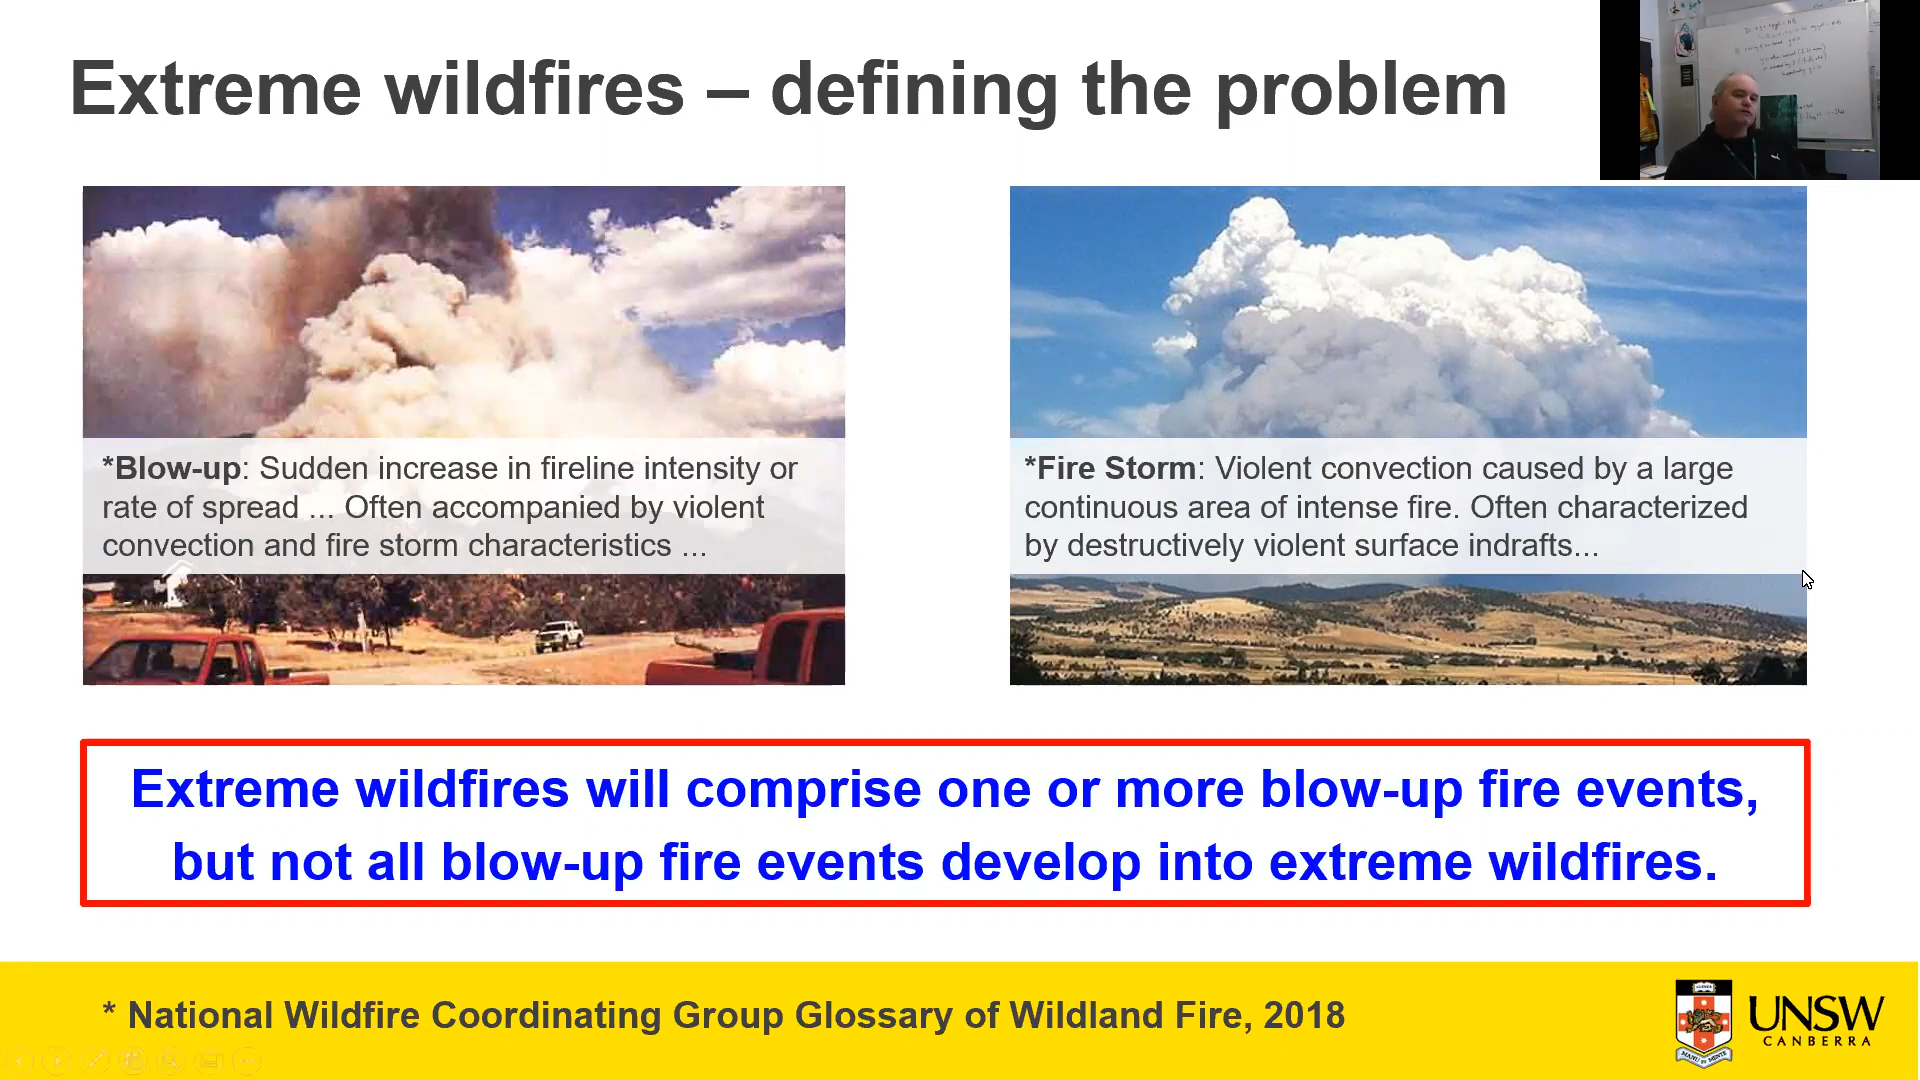 Extreme wildfires – defining the problem
*Blow-up: Sudden increase in fireline intensity or
rate of spread ... Often accompanied by violent
convection and fire storm characteristics ...
*Fire Storm: Violent convection caused by a large
continuous area of intense fire. Often characterized
by destructively violent surface indrafts...
Extreme wildfires will comprise one or more blow-up fire events,
but not all blow-up fire events develop into extreme wildfires.
* National Wildfire Coordinating Group Glossary of Wildland Fire, 2018
UNSW
CANBERRA